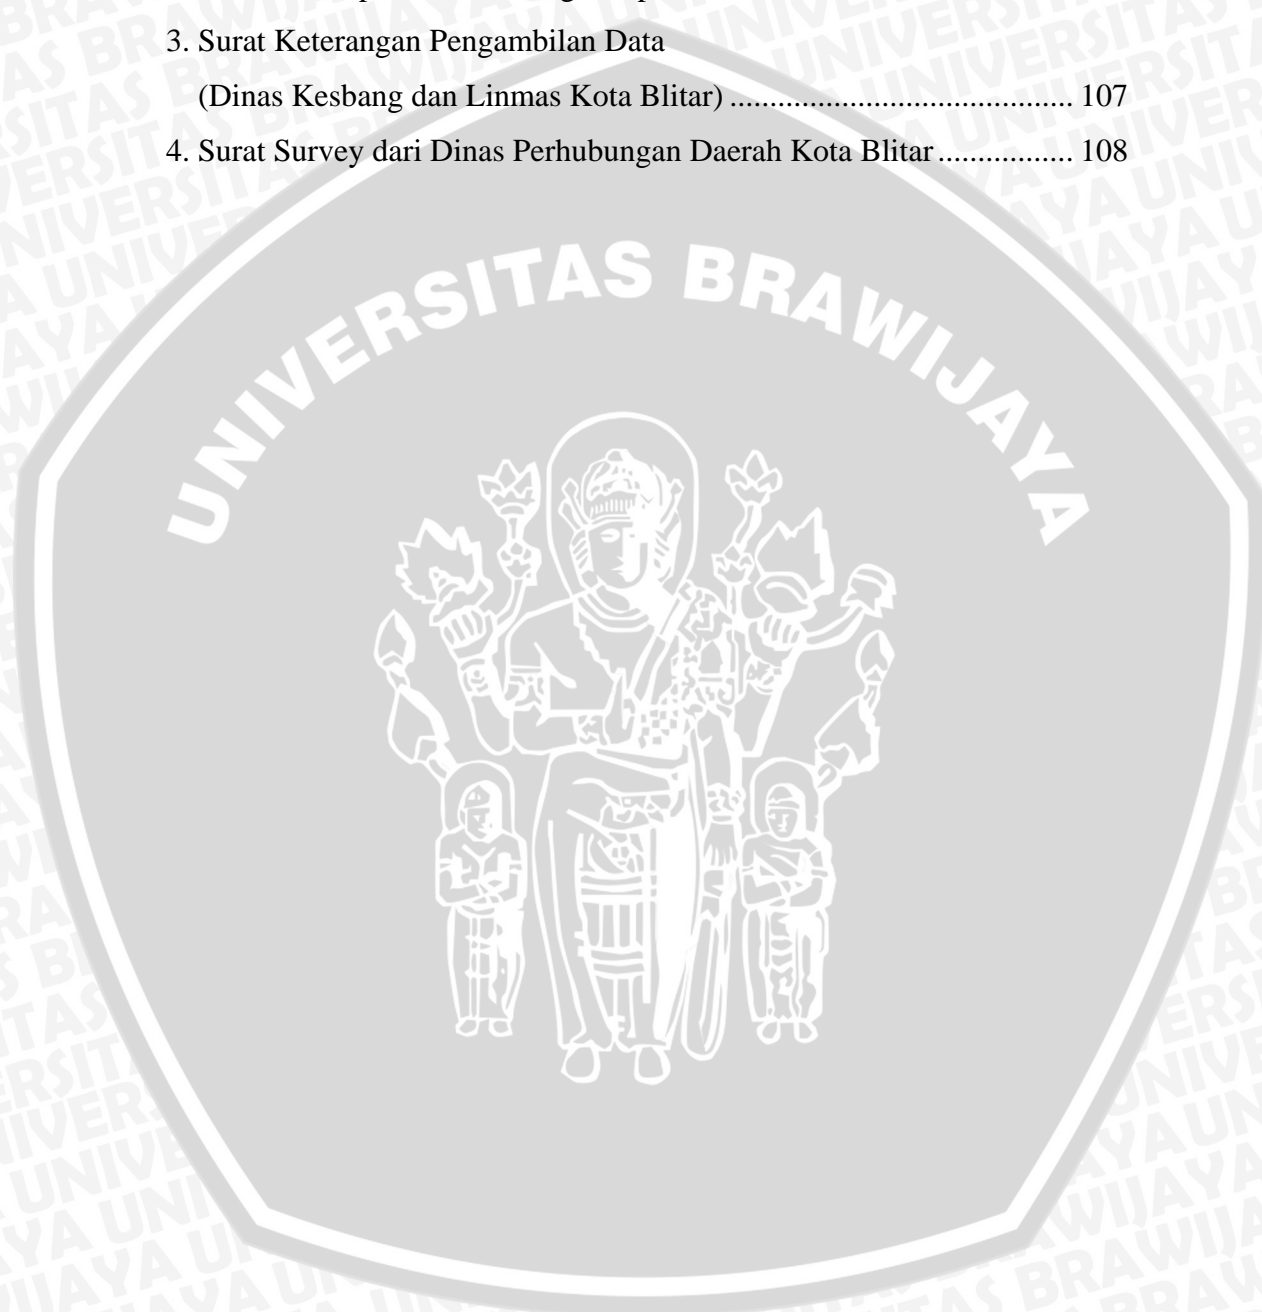 3. Surat Keterangan Pengambilan Data
(Dinas Kesbang dan Linmas Kota Blitar) ........................................... 107
4. Surat Survey dari Dinas Perhubungan Daerah Kota Blitar ................. 108
UNIVERSITAS BRAWIJAYA